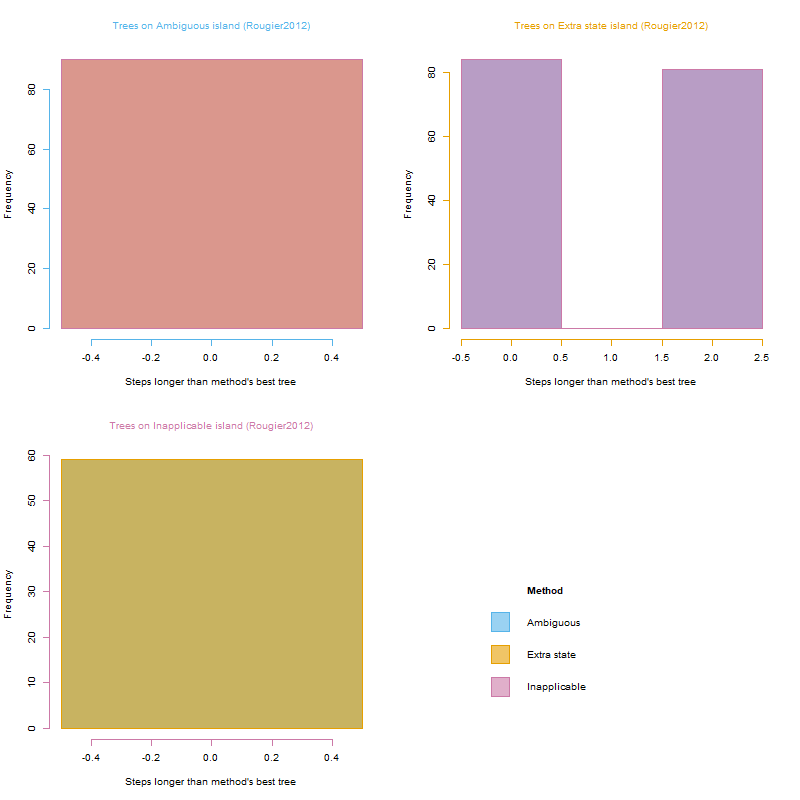 Trees on Ambiguous island (Rougier2012)
Frequency
0
20
40
60
80
-0.4
-0.2
0.0
0.2
0.4
Steps longer than method's best tree
Trees on Extra state island (Rougier2012)
Frequency
0
20
40
60
80
-0.5
0.0
0.5
1.0
1.5
2.0
2.5
Steps longer than method's best tree
Trees on Inapplicable island (Rougier2012)
Frequency
0
10
20
30
40
50
60
-0.4
-0.2
0.0
0.2
0.4
Steps longer than method's best tree
Method
Ambiguous
Extra state
Inapplicable